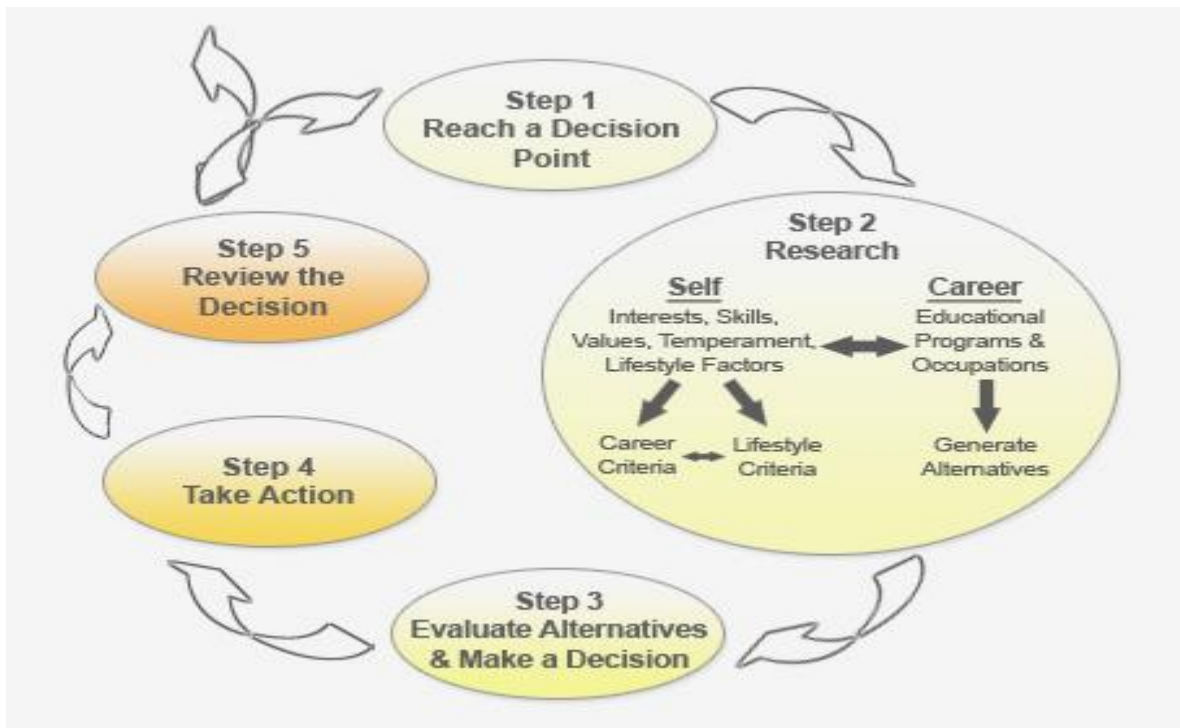 Step 1
Reach a Decision
Point
Step 2
Research
Self
Interests, Skills,
Values, Temperament,
Lifestyle Factors
Career
Criteria
Lifestyle
Criteria
Career
Educational
Programs &
Occupations
Generate
Alternatives
Step 3
Evaluate Alternatives
& Make a Decision
Step 4
Take Action
Step 5
Review the
Decision